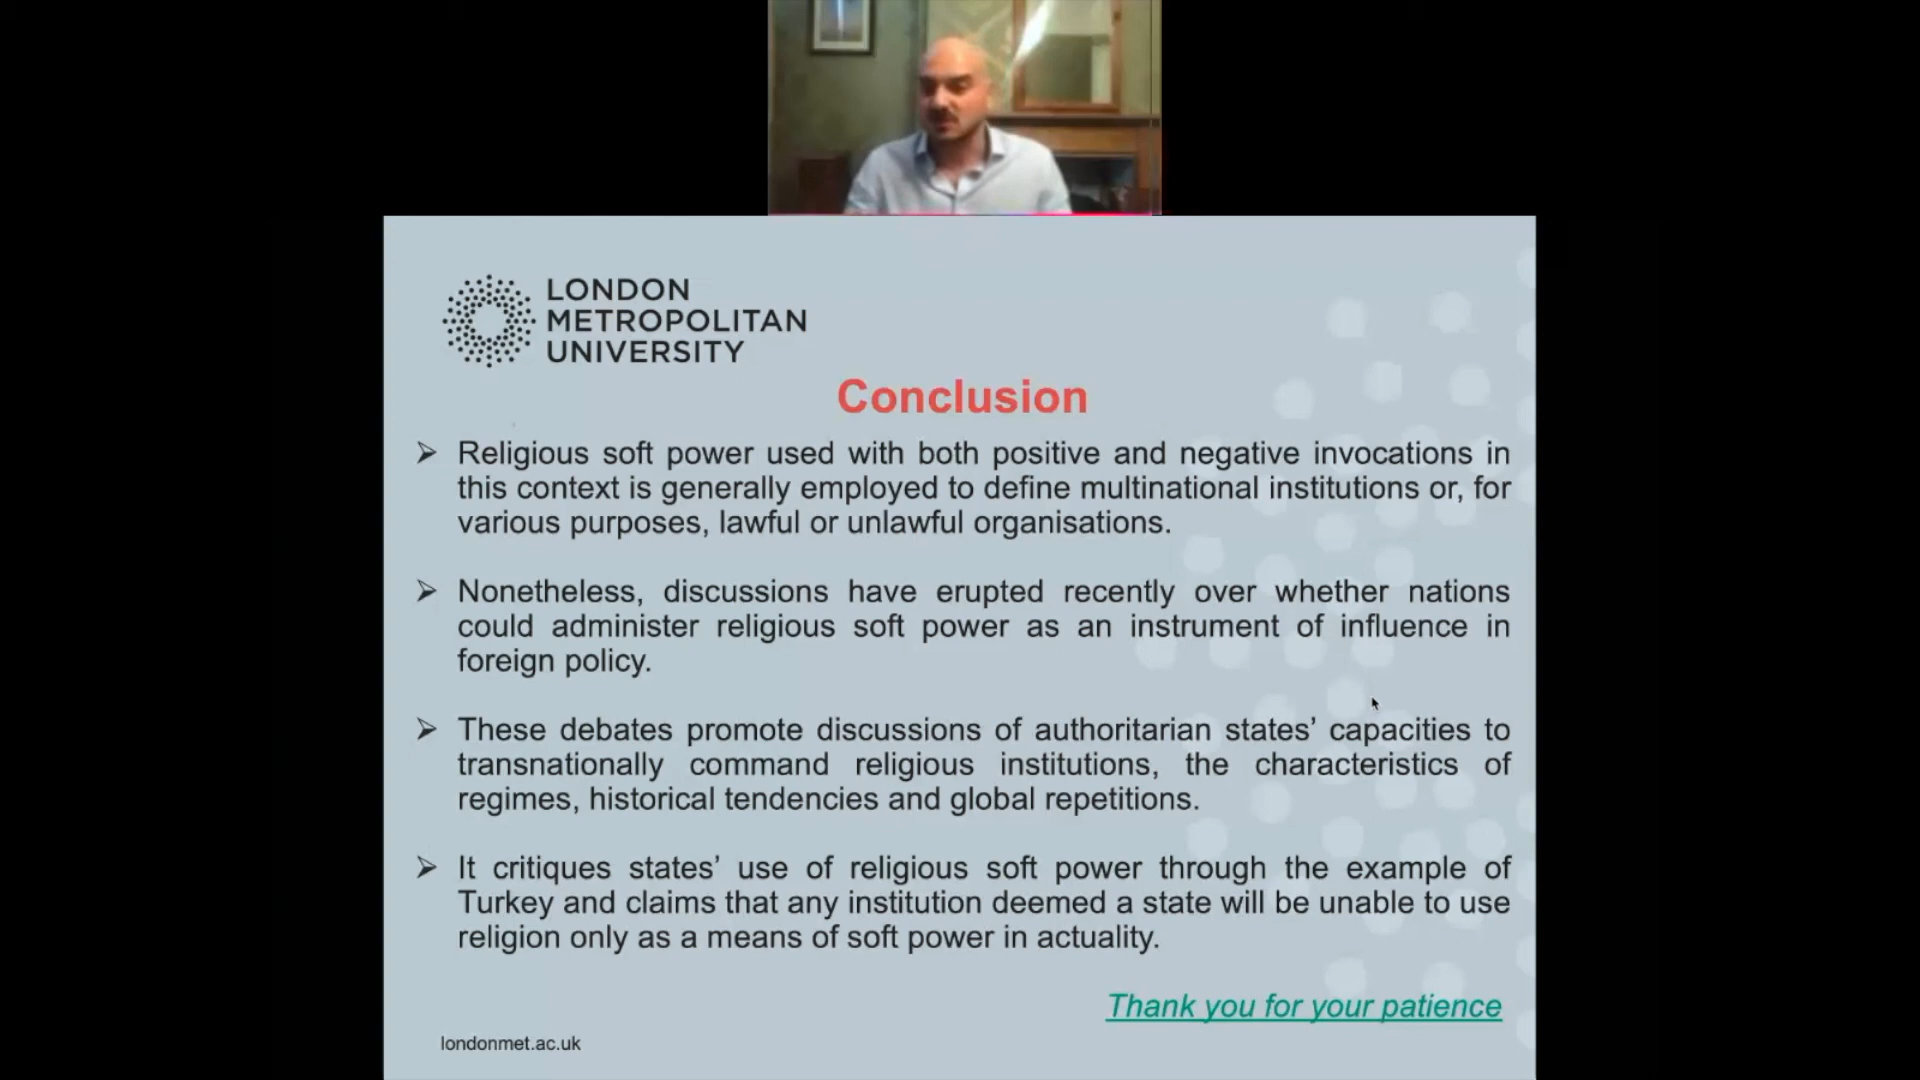 LONDON
METROPOLITAN
UNIVERSITY
Conclusion
Religious soft power used with both positive and negative invocations in
this context is generally employed to define multinational institutions or, for
various purposes, lawful or unlawful organisations.
Nonetheless, discussions have erupted recently over whether nations
could administer religious soft power as an instrument of influence in
foreign policy.
These debates promote discussions of authoritarian states’ capacities to
transnationally command religious institutions, the characteristics of
regimes, historical tendencies and global repetitions.
It critiques states’ use of religious soft power through the example of
Turkey and claims that any institution deemed a state will be unable to use
religion only as a means of soft power in actuality.
Thank you for your patience
londonmet.ac.uk